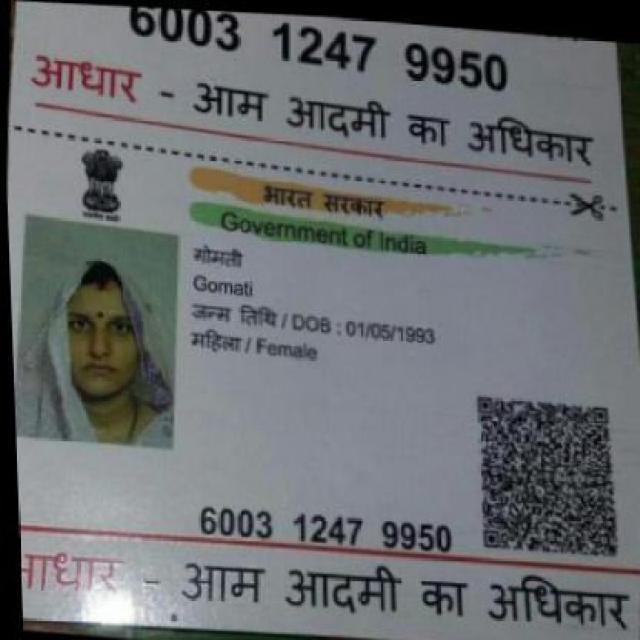 6003 1247 9950
आधार - आम आदमी का अधिकार
भारत सरकार
Government of India
गोमती
Gomati
जन्म तिथि / DOB : 01/05/1993
महिला / Female
6003 1247 9950
आधार - आम आदमी का अधिकार